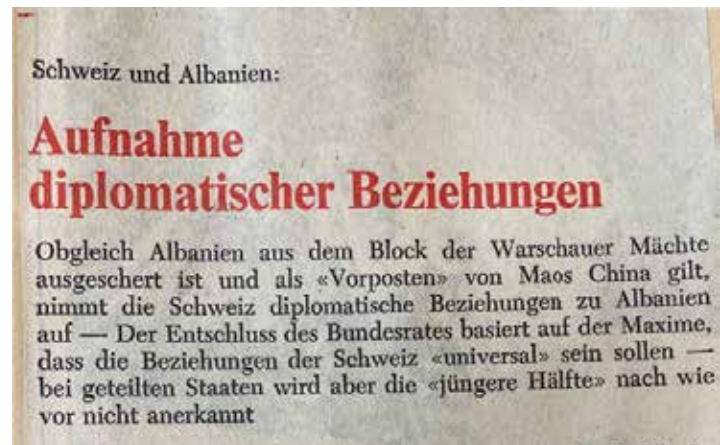 Schweiz und Albanien:
Aufnahme
diplomatischer Beziehungen
Obgleich Albanien aus dem Block der Warschauer Mächte
ausgeschert ist und als «Vorposten» von Maos China gilt,
nimmt die Schweiz diplomatische Beziehungen zu Albanien
auf — Der Entschluss des Bundesrates basiert auf der Maxime,
dass die Beziehungen der Schweiz «universal» sein sollen —
bei geteilten Staaten wird aber die «jüngere Hälfte» nach wie
vor nicht anerkannt